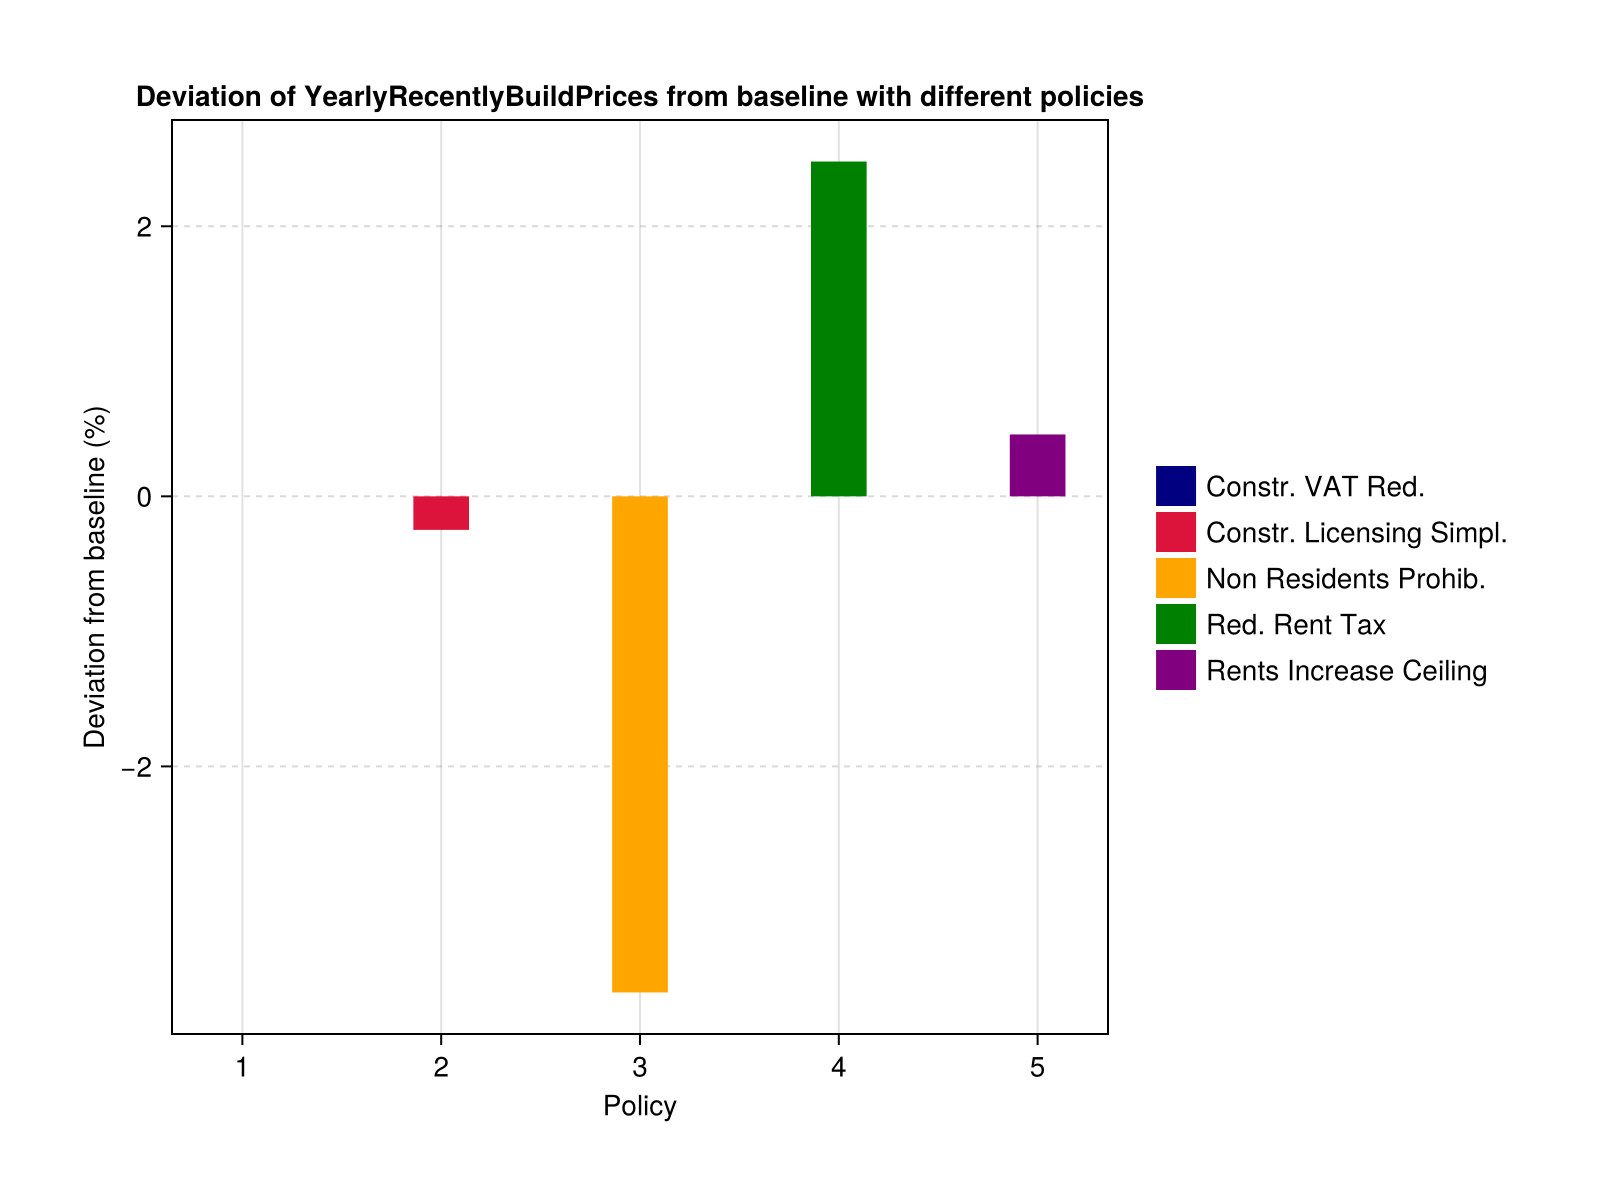 Deviation of YearlyRecentlyBuildPrices from baseline with different policies
Deviation from baseline (%)
2
0
−2
1 2 3 4 5
Policy
Constr. VAT Red.
Constr. Licensing Simpl.
Non Residents Prohib.
Red. Rent Tax
Rents Increase Ceiling